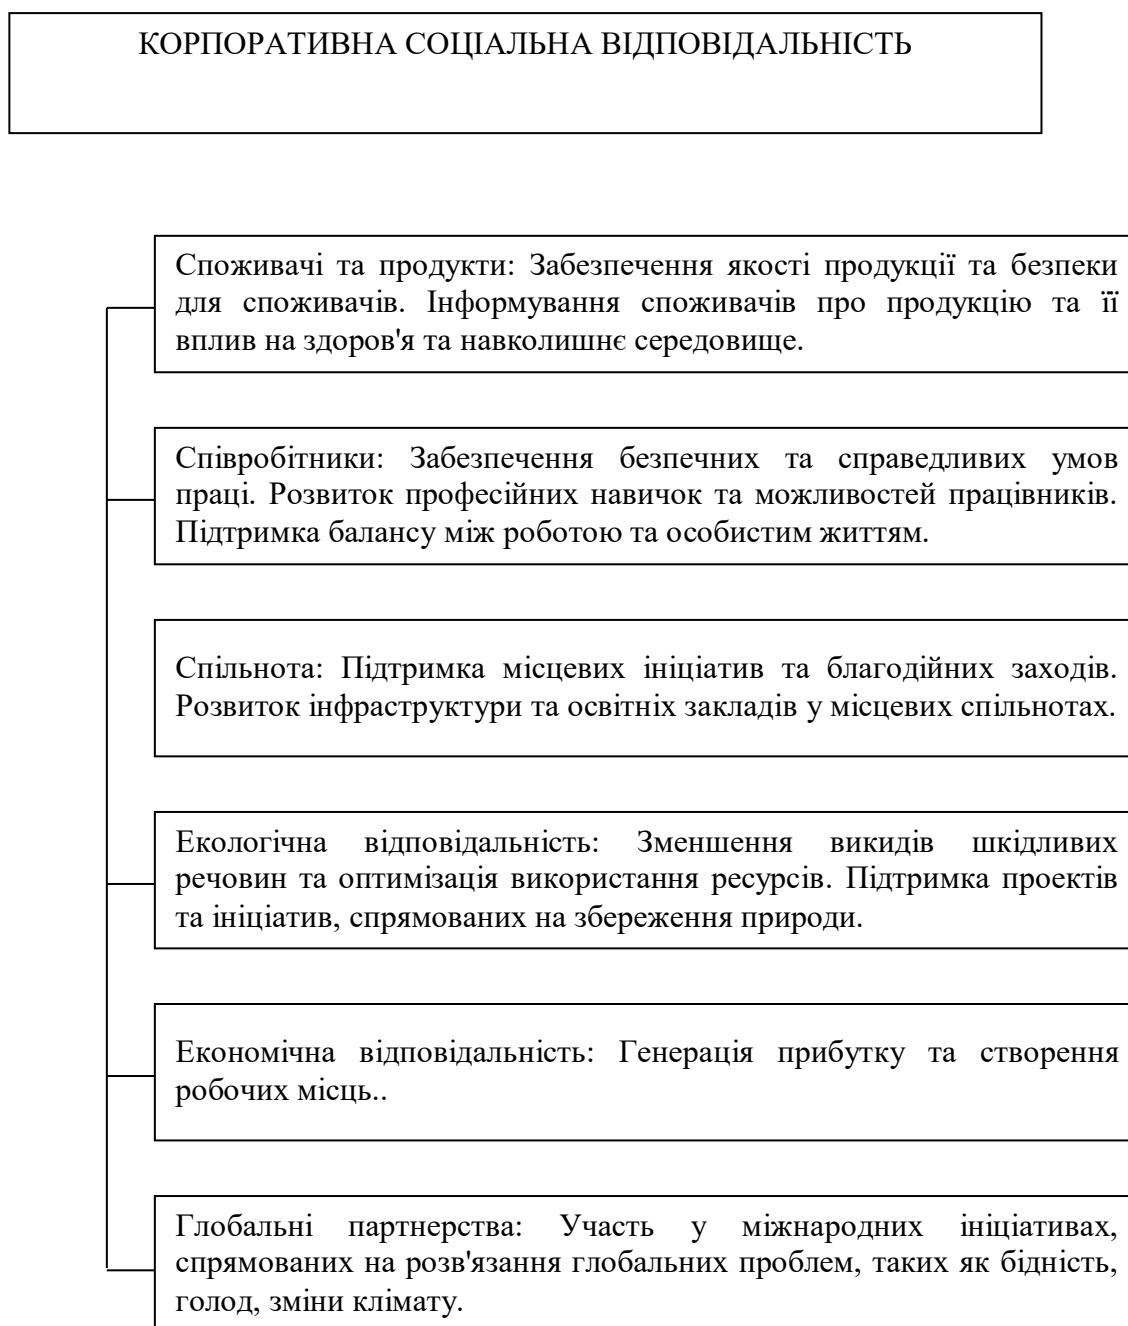 КОРПОРАТИВНА СОЦІАЛЬНА ВІДПОВІДАЛЬНІСТЬ
Споживачі та продукти: Забезпечення якості продукції та безпеки
для споживачів. Інформування споживачів про продукцію та її
вплив на здоров'я та навколишнє середовище.
Співробітники: Забезпечення безпечних та справедливих умов
праці. Розвиток професійних навичок та можливостей працівників.
Підтримка балансу між роботою та особистим життям.
Спільнота: Підтримка місцевих ініціатив та благодійних заходів.
Розвиток інфраструктури та освітніх закладів у місцевих спільнотах.
Екологічна відповідальність: Зменшення викидів шкідливих
речовин та оптимізація використання ресурсів. Підтримка проектів
та ініціатив, спрямованих на збереження природи.
Економічна відповідальність: Генерація прибутку та створення
робочих місць..
Глобальні партнерства: Участь у міжнародних ініціативах,
спрямованих на розв'язання глобальних проблем, таких як бідність,
голод, зміни клімату.